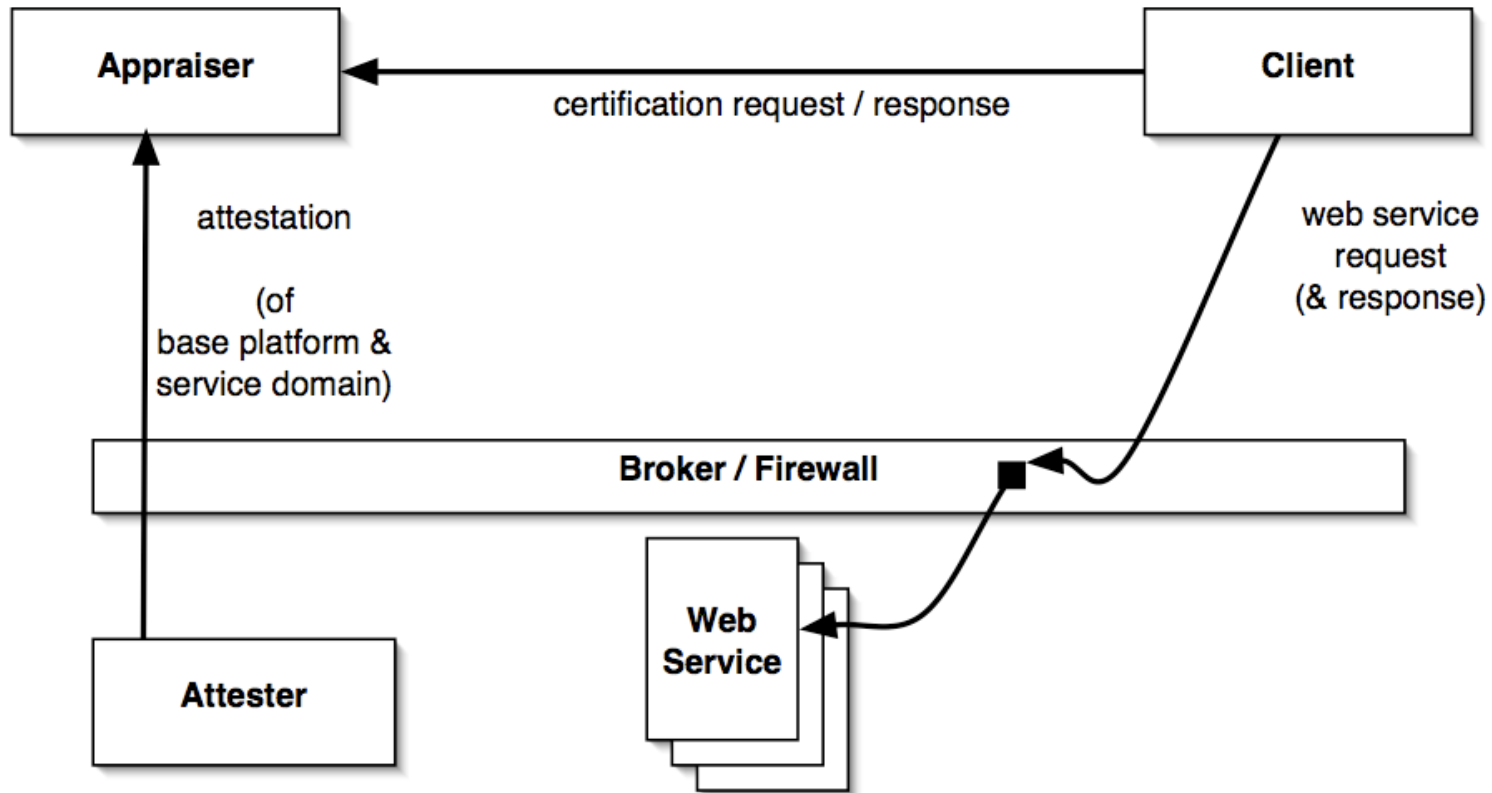 Appraiser
Client
certification request / response
attestation
(of
base platform &
service domain)
web service
request
(& response)
Broker / Firewall
Web
Service
Attester